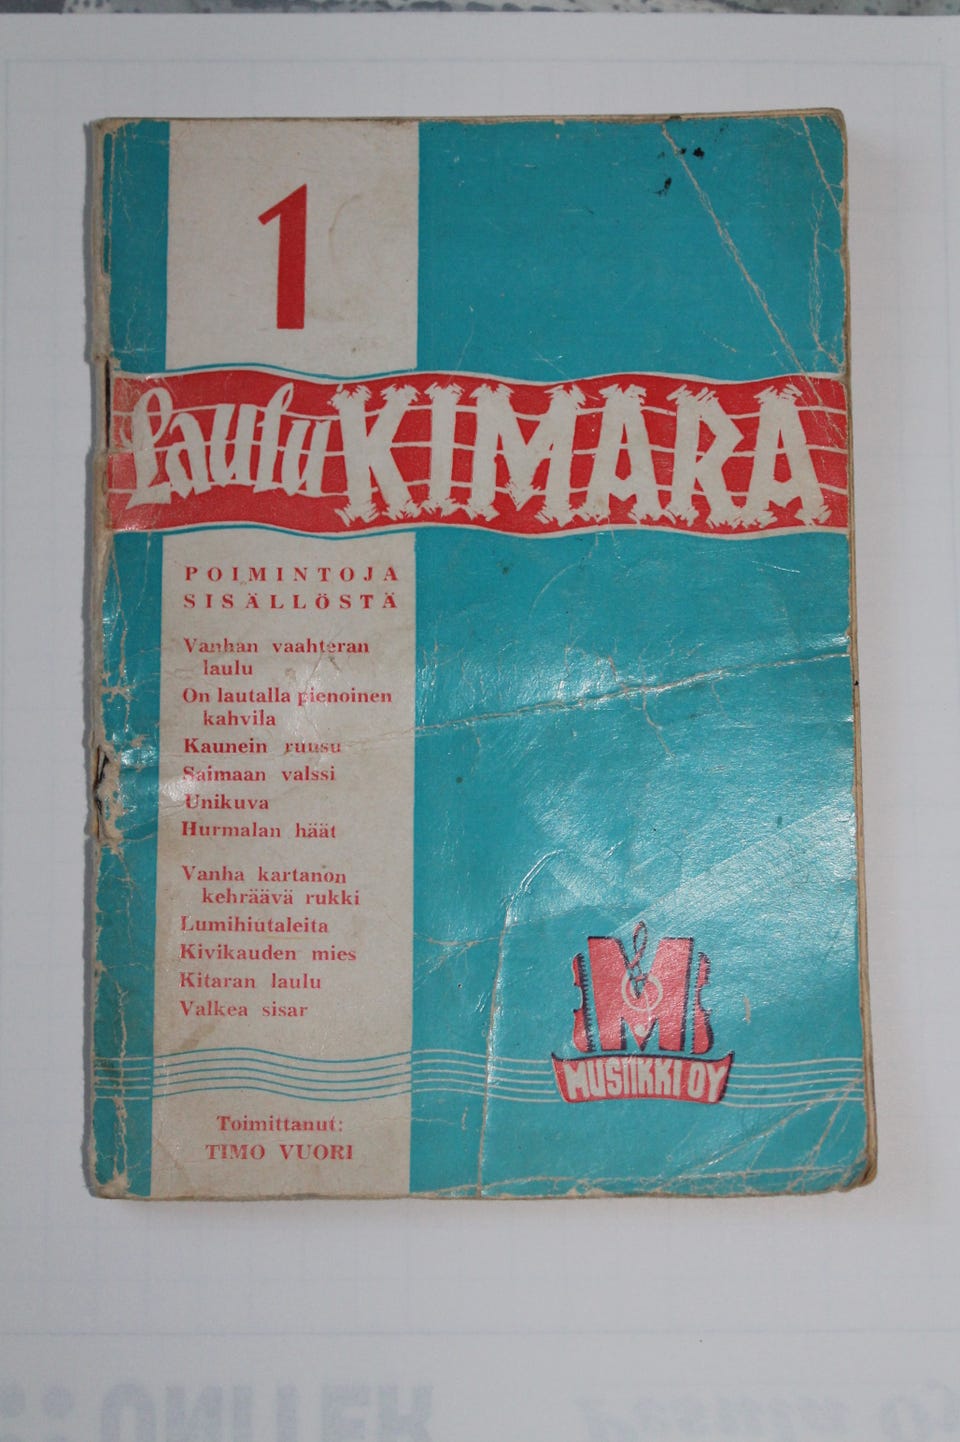 1
Laulu KIMARA
POIMINTOJA
SISÄLLÖSTÄ
Vanhan vaahteran
laulu
On lautalla pienoinen
kahvila
Kaunein ruusu
Saimaan valssi
Unikuva
Hurmalan häät
Vanha kartanon
kehräävä rukki
Lumihiutaleita
Kivikauden mies
Kitaran laulu
Valkea sisar
M
MUSIIKKI OY
Toimittanut:
TIMO VUORI